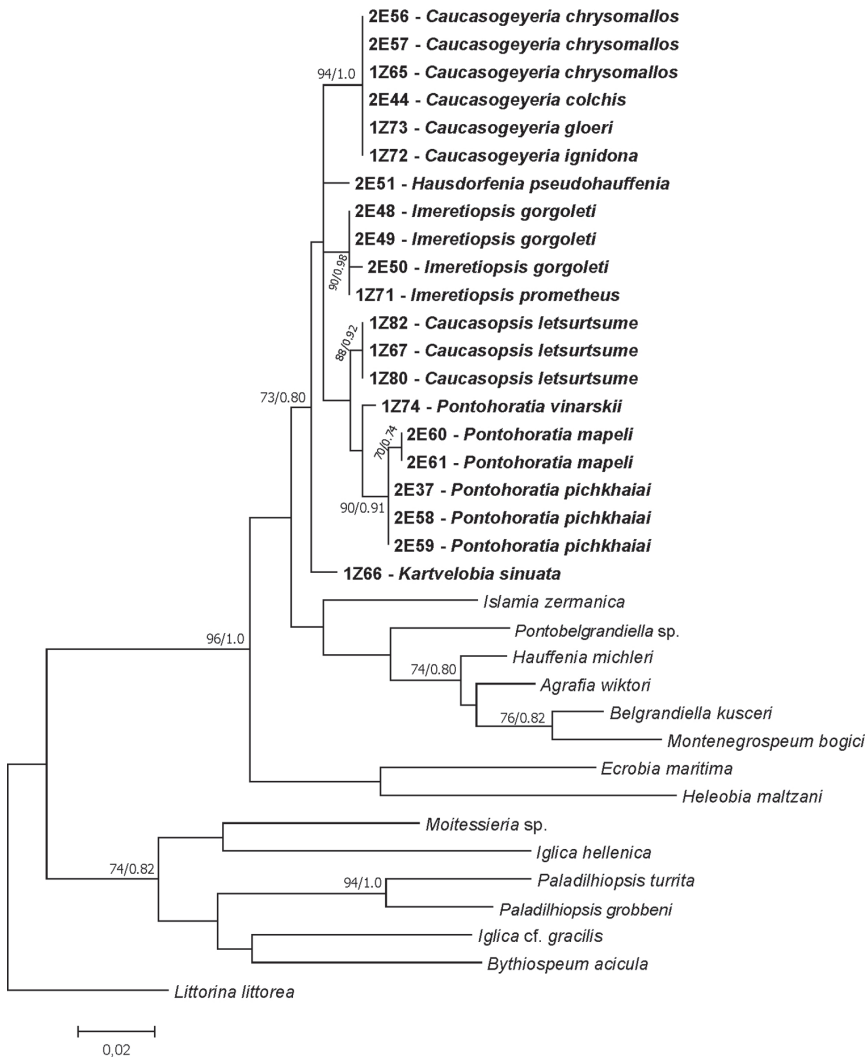 2E56 - Caucasogeyeria chrysomallos
2E57 - Caucasogeyeria chrysomallos
94/1.0
1Z65 - Caucasogeyeria chrysomallos
2E44 - Caucasogeyeria colchis
1Z73 - Caucasogeyeria gloeri
1Z72 - Caucasogeyeria ignidona
2E51 - Hausdorfenia pseudohauffenia
2E48 - Imeretiopsis gorgoleti
2E49 - Imeretiopsis gorgoleti
90/0.98
2E50 - Imeretiopsis gorgoleti
1Z71 - Imeretiopsis prometheus
1Z82 - Caucasopsis letsurtsume
88/0.92
1Z67 - Caucasopsis letsurtsume
1Z80 - Caucasopsis letsurtsume
73/0.80
1Z74 - Pontohoratia vinarskii
70/0.74
2E60 - Pontohoratia mapeli
2E61 - Pontohoratia mapeli
2E37 - Pontohoratia pichkhaiai
90/0.91
2E58 - Pontohoratia pichkhaiai
2E59 - Pontohoratia pichkhaiai
1Z66 - Kartvelobia sinuata
Islamia zermanica
Pontobelgrandiella sp.
96/1.0
Hauffenia michleri
74/0.80
Agrafia wiktori
Belgrandiella kusceri
76/0.82
Montenegrospeum bogici
Ecrobia maritima
Heleobia maltzani
Moitessieria sp.
Iglica hellenica
74/0.82
Paladilhiopsis turrita
94/1.0
Paladilhiopsis grobbeni
Iglica cf. gracilis
Bythiospeum acicula
Littorina littorea
0,02